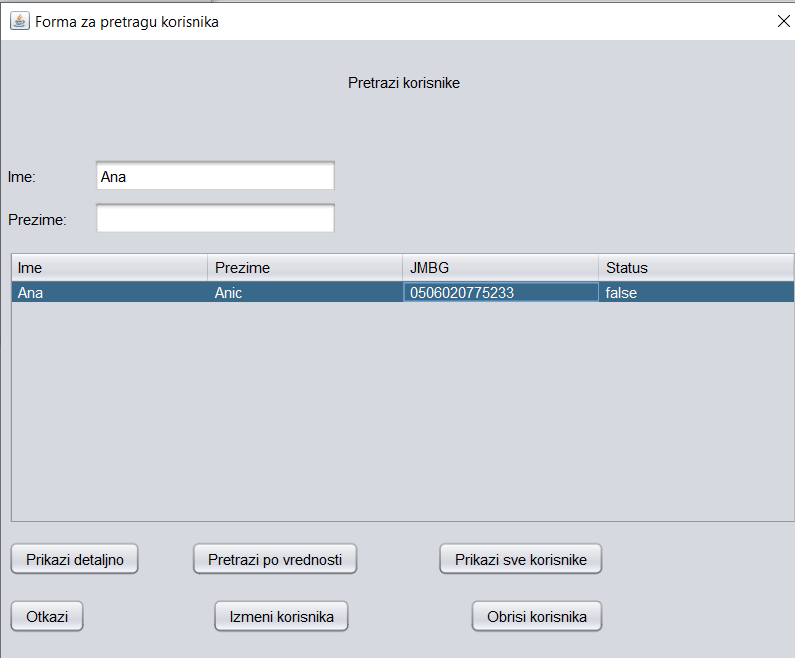 Forma za pretragu korisnika
Pretrazi korisnike
Ime: Ana
Prezime:
Ime Prezime JMBG Status
Ana Anic 0506020775233 false
Prikazi detaljno Pretrazi po vrednosti Prikazi sve korisnike
Otkazi Izmeni korisnika Obrisi korisnika